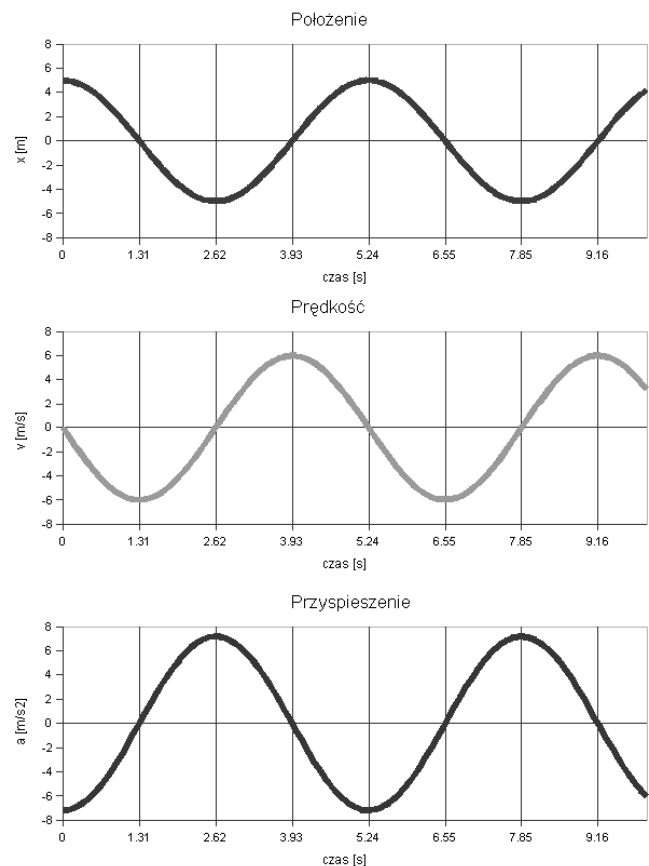 Położenie
8
6
4
2
0
-2
-4
-6
-8
x [m]
0 1.31 2.62 3.93 5.24 6.55 7.85 9.16
czas [s]
Prędkość
8
6
4
2
0
-2
-4
-6
-8
v [m/s]
0 1.31 2.62 3.93 5.24 6.55 7.85 9.16
czas [s]
Przyspieszenie
8
6
4
2
0
-2
-4
-6
-8
a [m/s2]
0 1.31 2.62 3.93 5.24 6.55 7.85 9.16
czas [s]